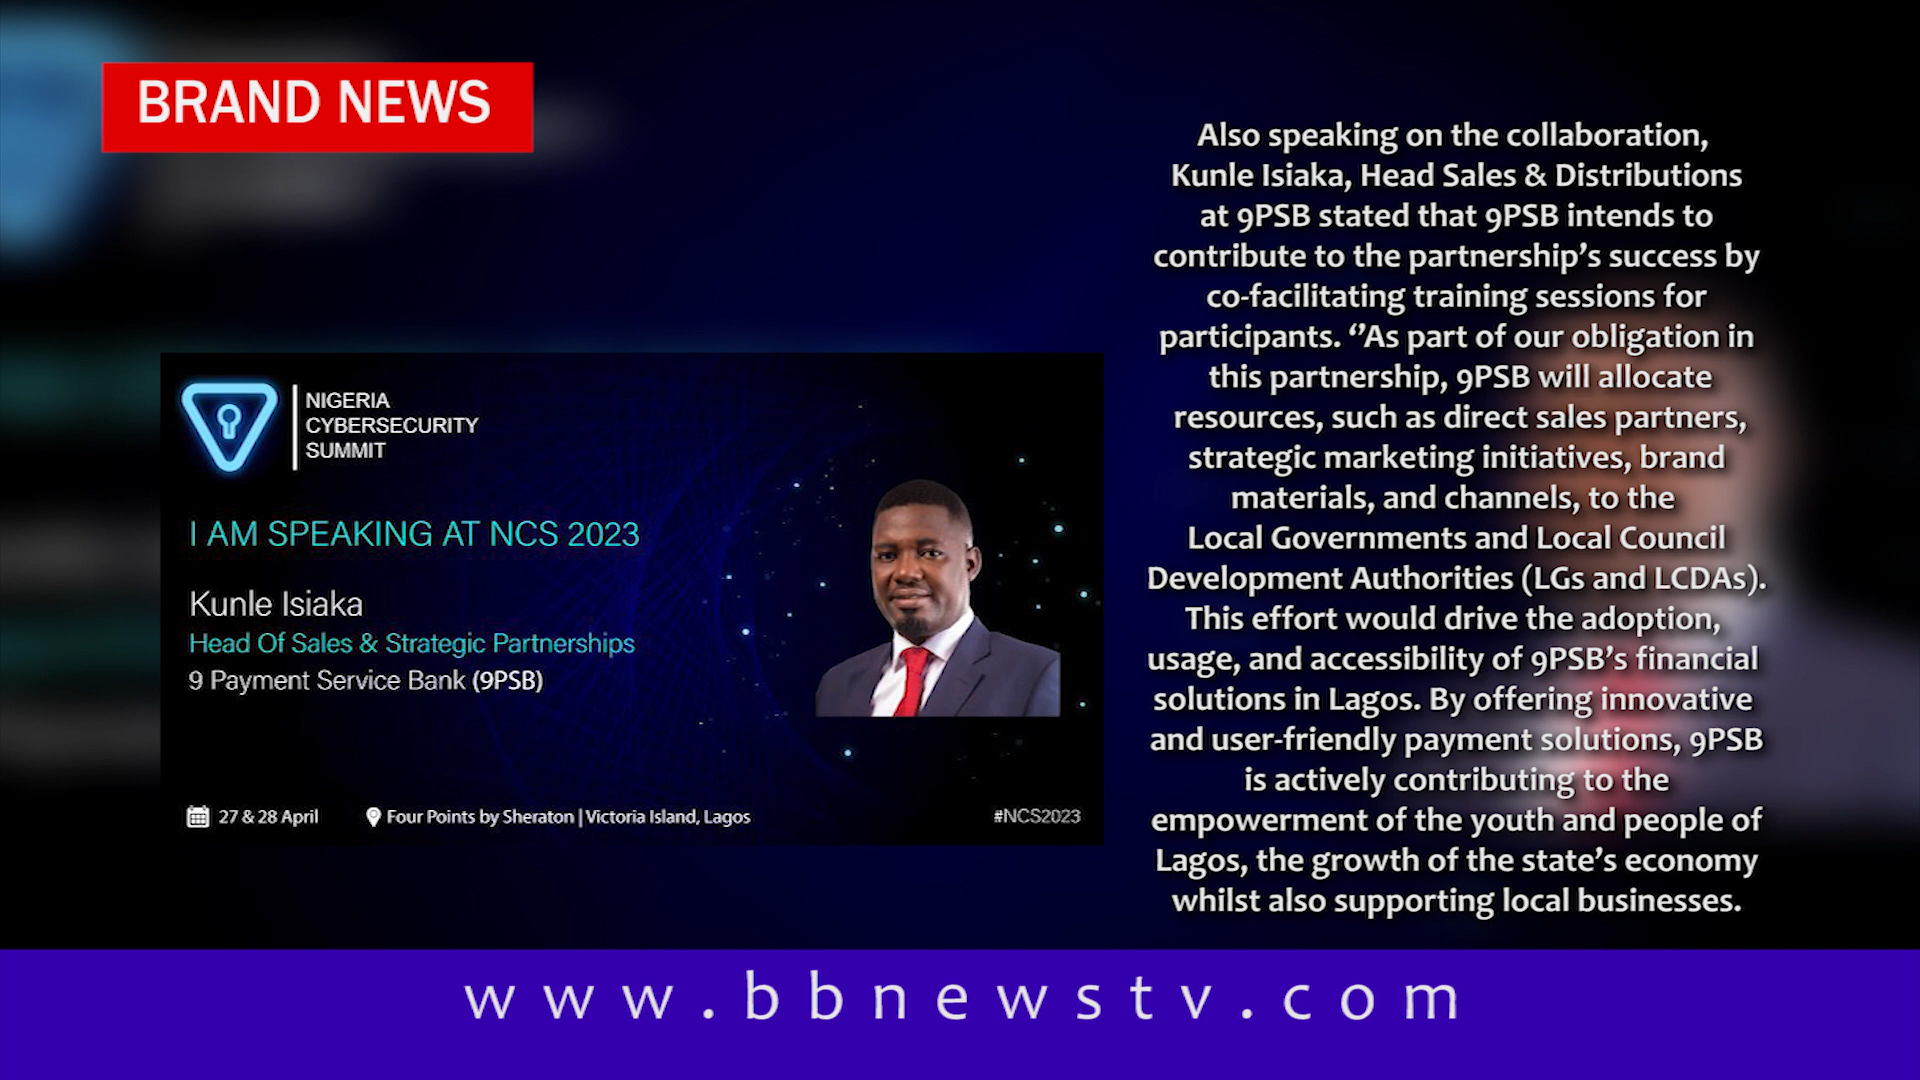 BRAND NEWS
NIGERIA
CYBERSECURITY
SUMMIT
I AM SPEAKING AT NCS 2023
Kunle Isiaka
Head Of Sales & Strategic Partnerships
9 Payment Service Bank (9PSB)
27 & 28 April
Four Points by Sheraton | Victoria Island, Lagos
#NCS2023
Also speaking on the collaboration,
Kunle Isiaka, Head Sales & Distributions
at 9PSB stated that 9PSB intends to
contribute to the partnership’s success by
co-facilitating training sessions for
participants. ‘’As part of our obligation in
this partnership, 9PSB will allocate
resources, such as direct sales partners,
strategic marketing initiatives, brand
materials, and channels, to the
Local Governments and Local Council
Development Authorities (LGs and LCDAs).
This effort would drive the adoption,
usage, and accessibility of 9PSB’s financial
solutions in Lagos. By offering innovative
and user-friendly payment solutions, 9PSB
is actively contributing to the
empowerment of the youth and people of
Lagos, the growth of the state’s economy
whilst also supporting local businesses.
www.bbnewstv.com